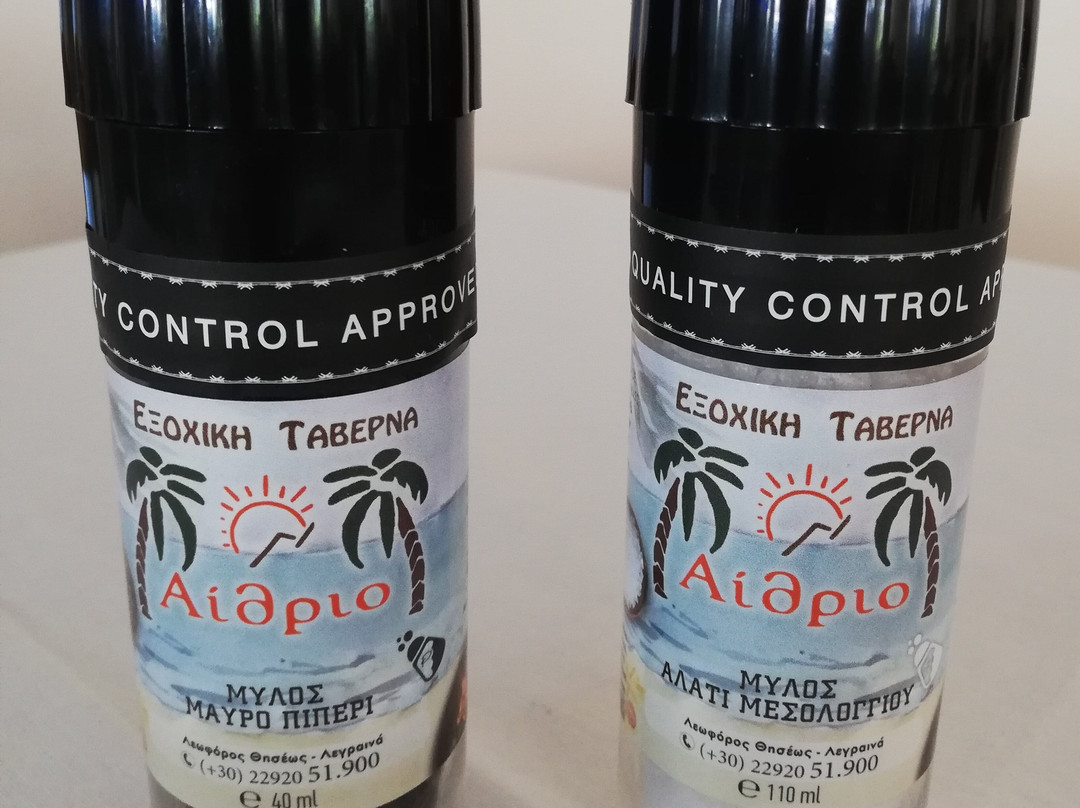 TY CONTROL APPROVE
ΕΞΟΧΙΚΗ ΤΑΒΕΡΝΑ
Αίθριο
ΜΥΛΟΣ
ΜΑΥΡΟ ΠΙΠΕΡΙ
Λεωφόρος Θησέως - Λεγραινά
(+30) 22920 51.900
e 40 ml
QUALITY CONTROL AP
ΕΞΟΧΙΚΗ ΤΑΒΕΡΝΑ
Αίθριο
ΜΥΛΟΣ
ΑΛΑΤΙ ΜΕΣΟΛΟΓΓΙΟΥ
Λεωφόρος Θησέως - Λεγραινά
(+30) 22920 51.900
e 110 ml